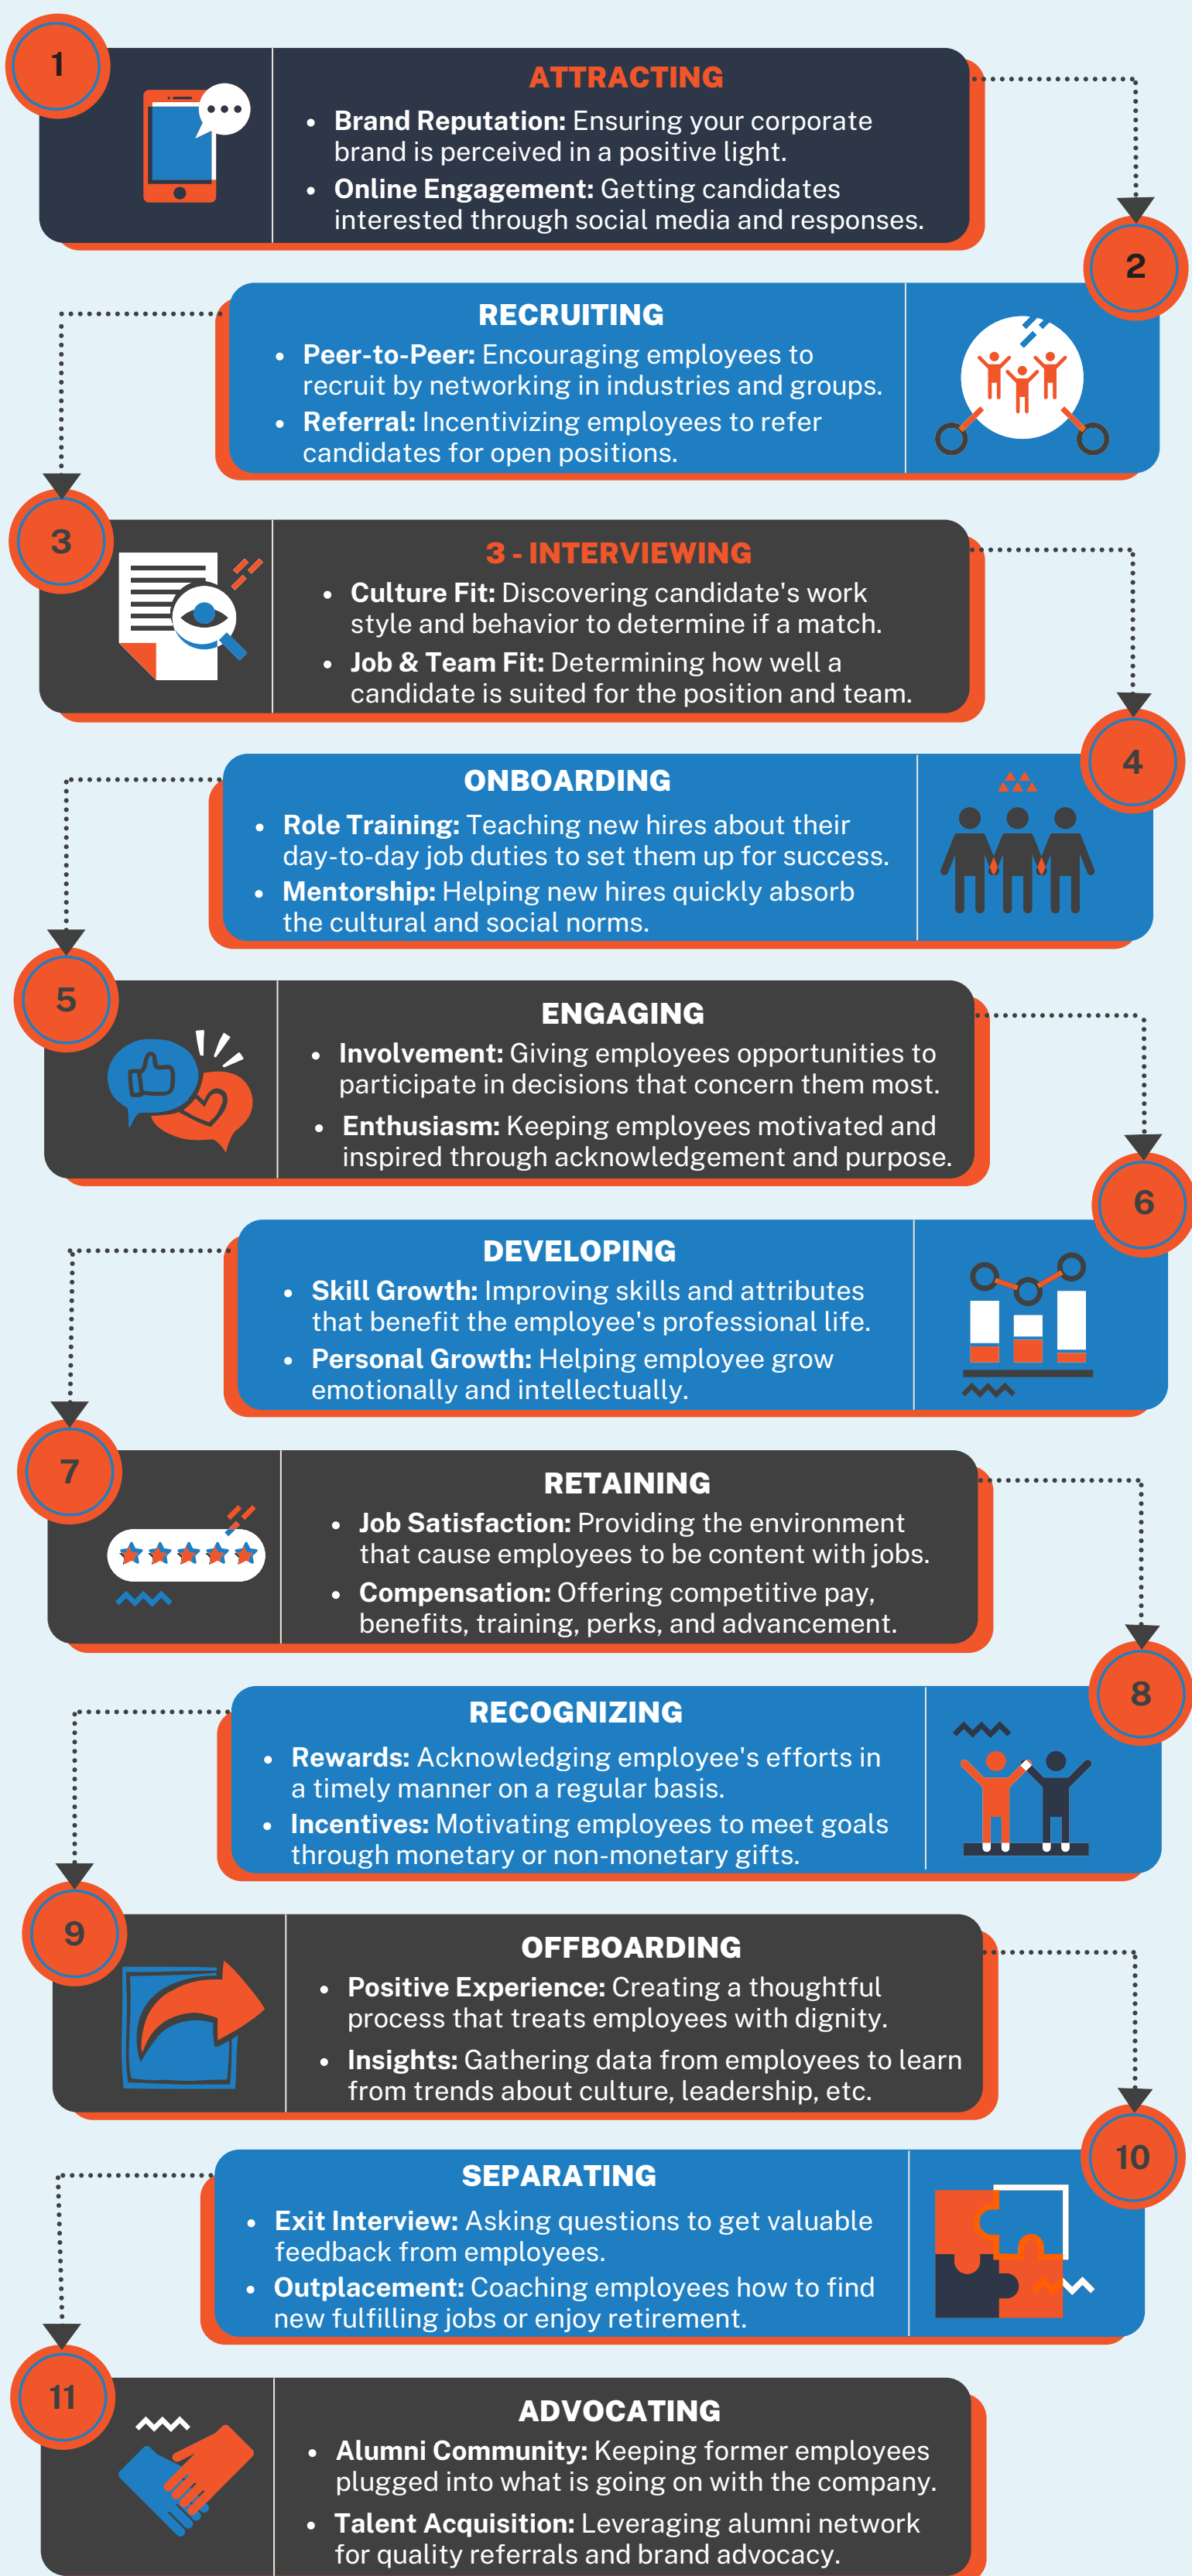 1
ATTRACTING
• Brand Reputation: Ensuring your corporate
brand is perceived in a positive light.
• Online Engagement: Getting candidates
interested through social media and responses.
2
RECRUITING
• Peer-to-Peer: Encouraging employees to
recruit by networking in industries and groups.
• Referral: Incentivizing employees to refer
candidates for open positions.
3
3 - INTERVIEWING
• Culture Fit: Discovering candidate's work
style and behavior to determine if a match.
• Job & Team Fit: Determining how well a
candidate is suited for the position and team.
4
ONBOARDING
• Role Training: Teaching new hires about their
day-to-day job duties to set them up for success.
• Mentorship: Helping new hires quickly absorb
the cultural and social norms.
5
ENGAGING
• Involvement: Giving employees opportunities to
participate in decisions that concern them most.
• Enthusiasm: Keeping employees motivated and
inspired through acknowledgement and purpose.
6
DEVELOPING
• Skill Growth: Improving skills and attributes
that benefit the employee's professional life.
• Personal Growth: Helping employee grow
emotionally and intellectually.
7
RETAINING
• Job Satisfaction: Providing the environment
that cause employees to be content with jobs.
• Compensation: Offering competitive pay,
benefits, training, perks, and advancement.
8
RECOGNIZING
• Rewards: Acknowledging employee's efforts in
a timely manner on a regular basis.
• Incentives: Motivating employees to meet goals
through monetary or non-monetary gifts.
9
OFFBOARDING
• Positive Experience: Creating a thoughtful
process that treats employees with dignity.
• Insights: Gathering data from employees to learn
from trends about culture, leadership, etc.
10
SEPARATING
• Exit Interview: Asking questions to get valuable
feedback from employees.
• Outplacement: Coaching employees how to find
new fulfilling jobs or enjoy retirement.
11
ADVOCATING
• Alumni Community: Keeping former employees
plugged into what is going on with the company.
• Talent Acquisition: Leveraging alumni network
for quality referrals and brand advocacy.